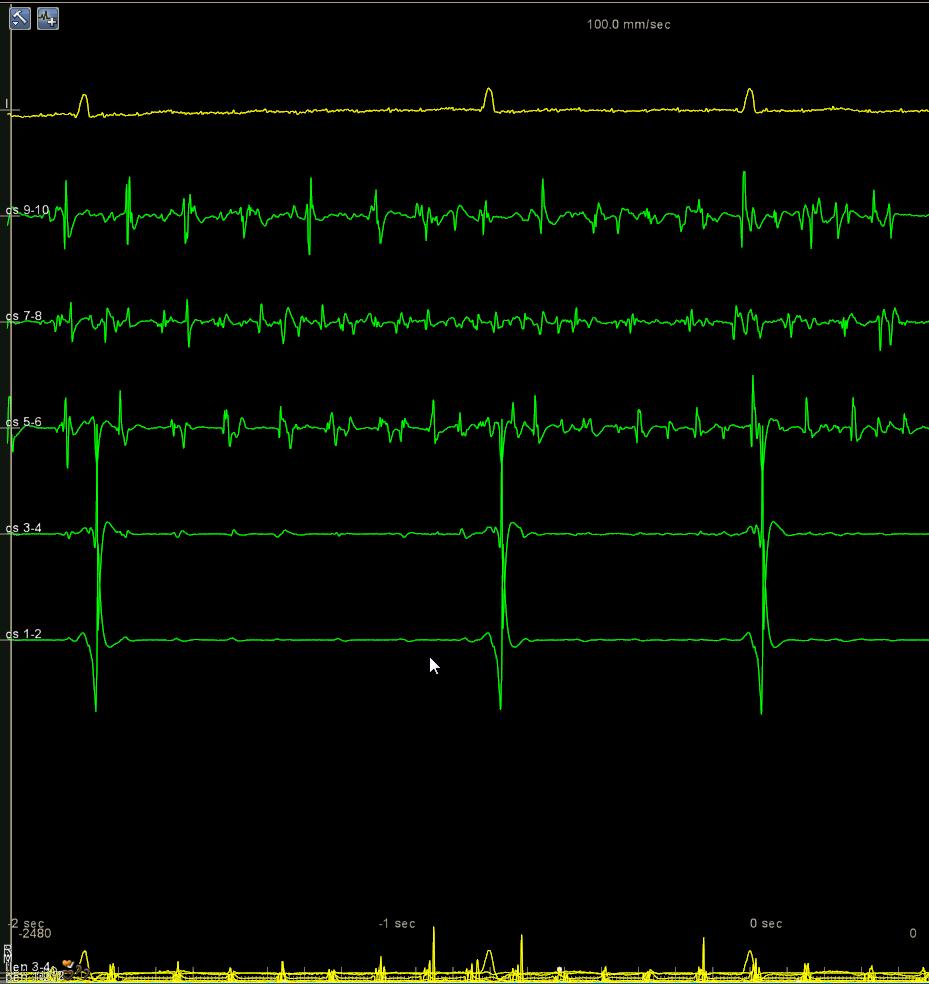 100.0 mm/sec
I
cs 9-10
cs 7-8
cs 5-6
cs 3-4
cs 1-2
-2 sec
-1 sec
0 sec
-2480
0